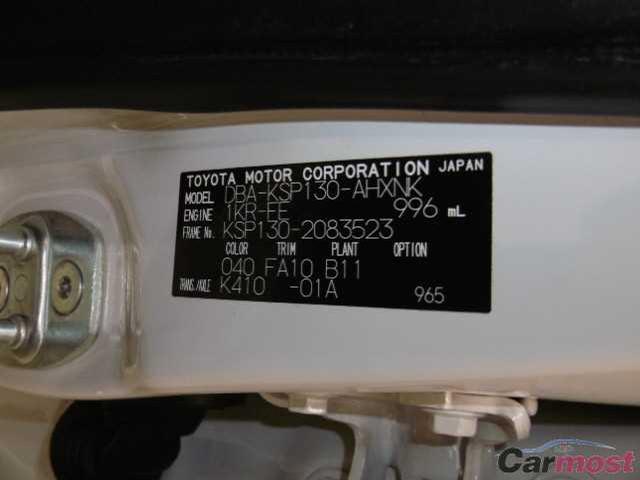 TOYOTA MOTOR CORPORATION JAPAN
MODEL DBA-KSP130-AHXNK
ENGINE 1KR-FE 996 mL
FRAME No. KSP130-2083523
COLOR TRIM PLANT OPTION
040 FA10 B11
TRANS./AXLE K410 -01A 965
Carmost